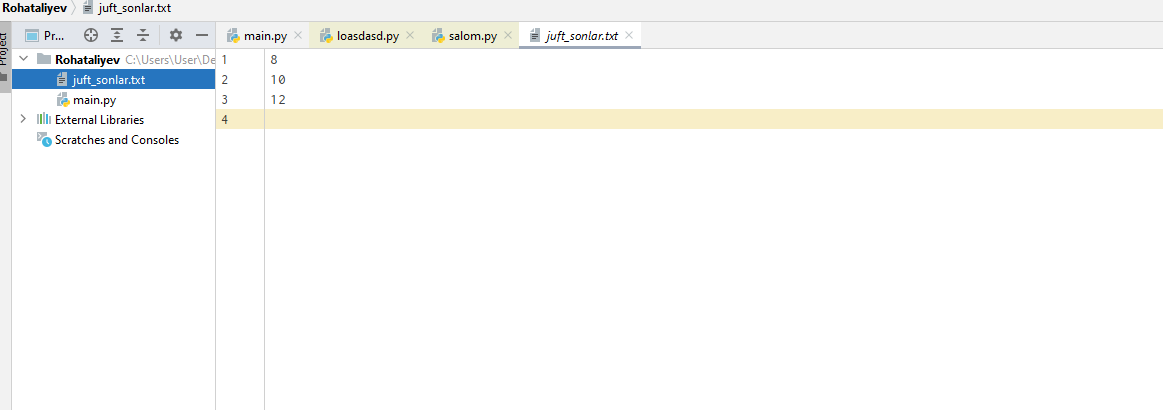 Rohataliyev juft_sonlar.txt
Project
Pr...
main.py loasdasd.py salom.py juft_sonlar.txt
Rohataliyev C:\Users\User\De
juft_sonlar.txt
main.py
External Libraries
Scratches and Consoles
1 8
2 10
3 12
4